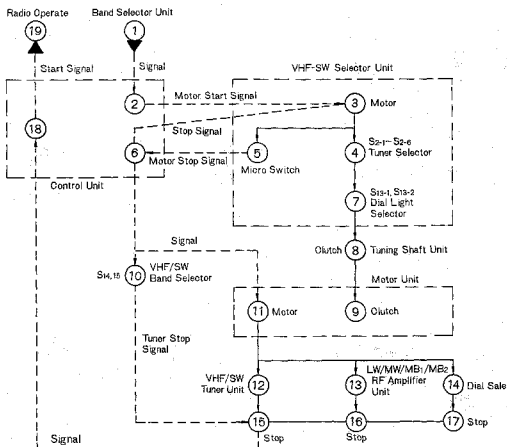 Radio Operate
Band Selector Unit
19
1
Signal
Start Signal
VHF-SW Selector Unit
Motor Start Signal
2
3
Motor
Stop Signal
18
S2-1~S2-6
6
Motor Stop Signal
5
4
Tuner Selector
Micro Switch
Control Unit
S13-1, S13-2
7
Dial Light
Selector
Signal
Clutch
8
Tuning Shaft Unit
S14, 15
10
VHF/SW
Band Selector
Motor Unit
11
Motor
9
Clutch
Tuner Stop
Signal
LW/MW/MB1/MB2
VHF/SW
Tuner Unit
12
13
RF Amplifier
Unit
14
Dial Sale
15
16
17
Stop
Signal
Stop
Stop